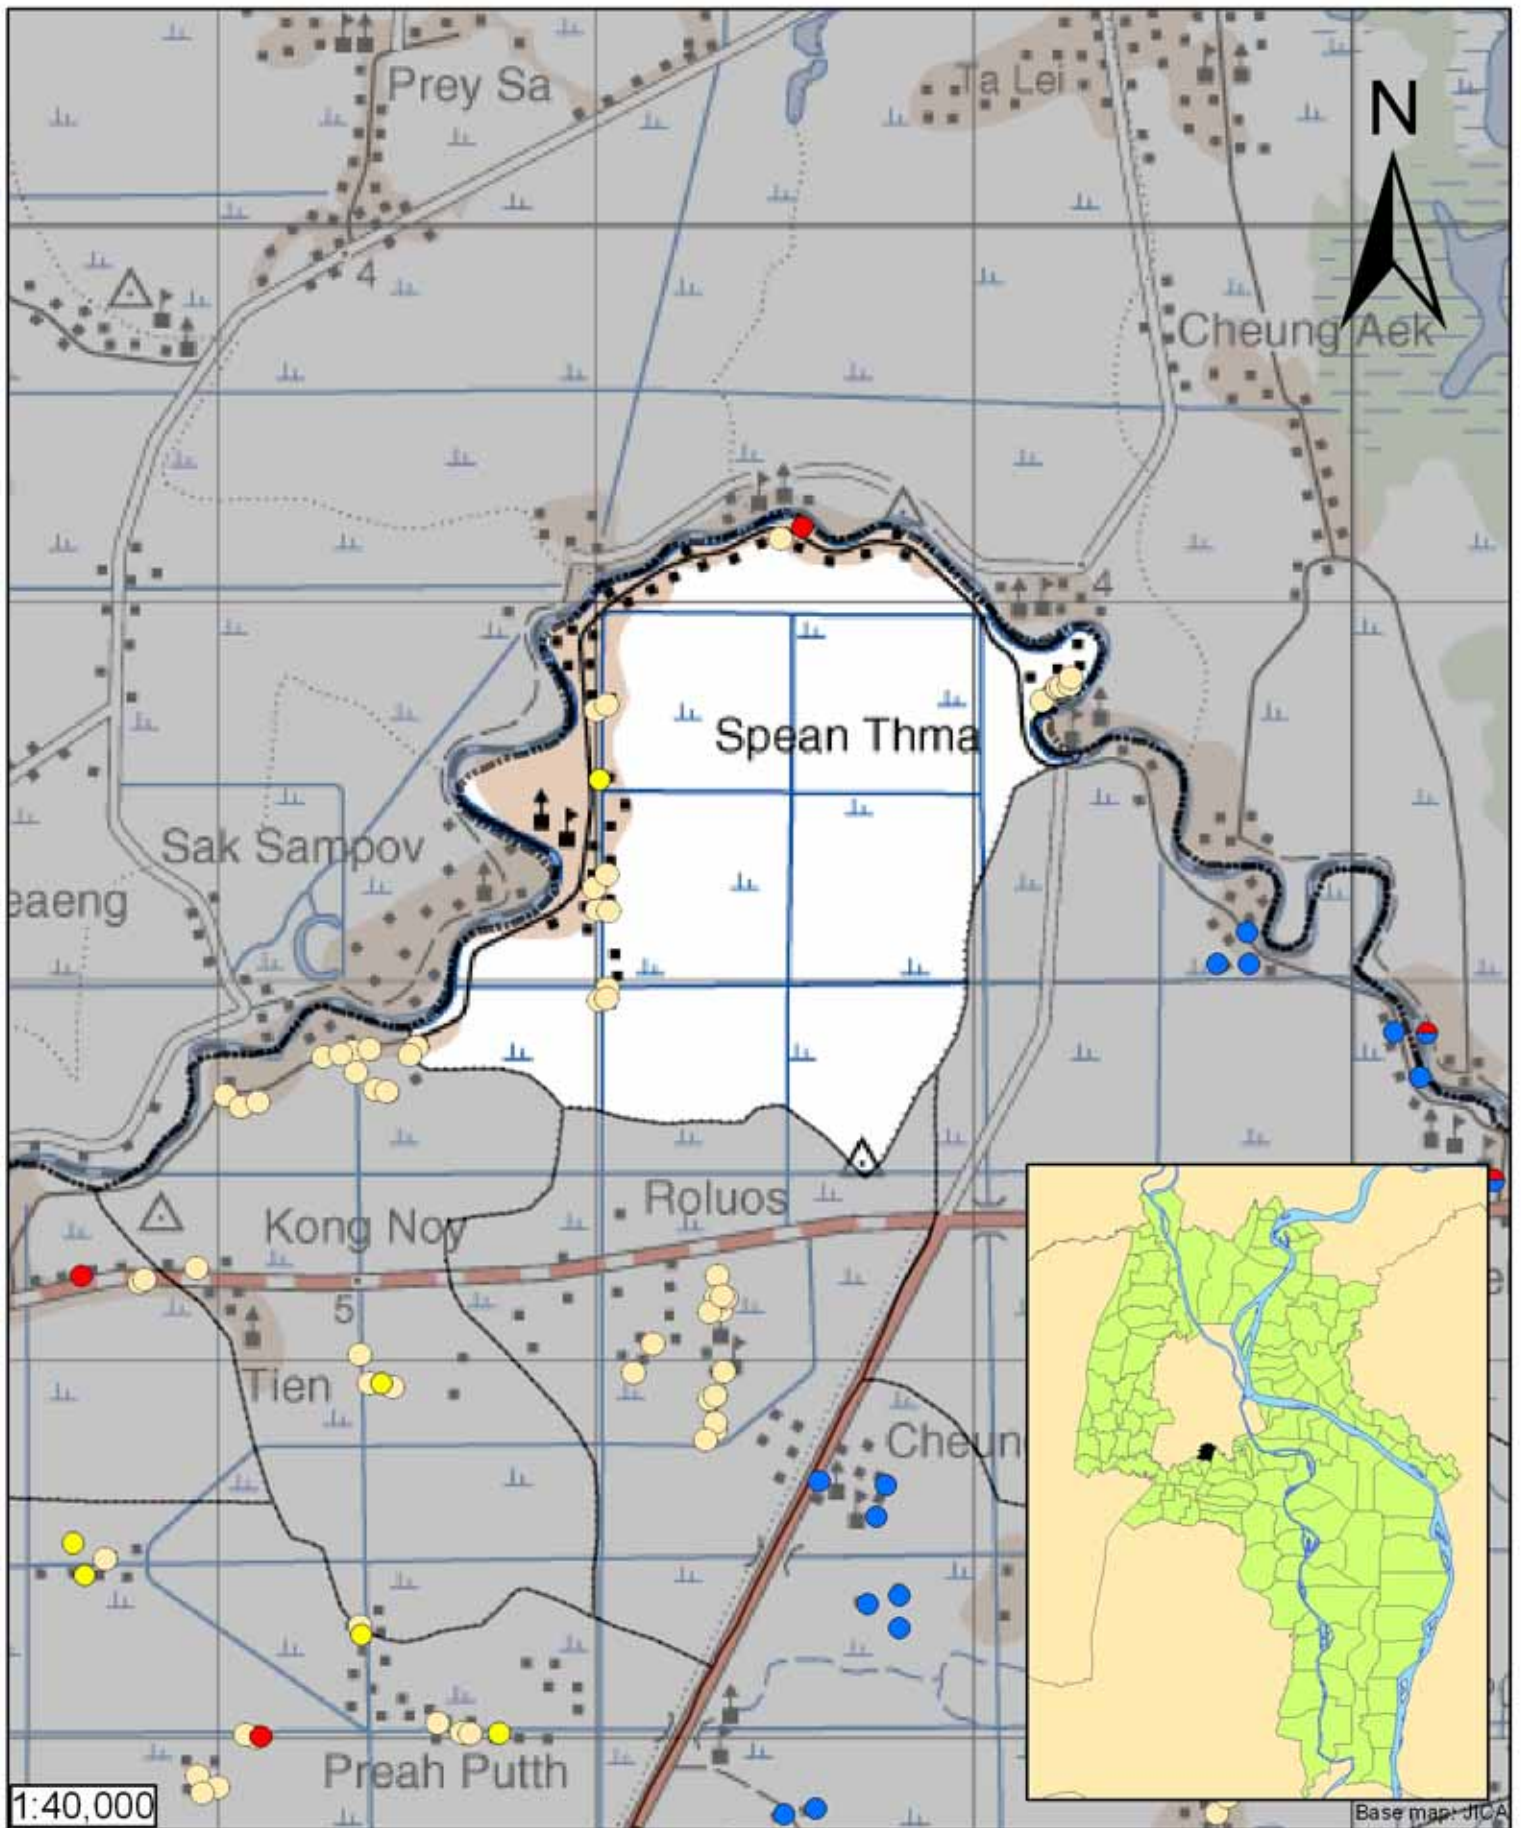 Prey Sa
Ta Lei
N
4
Cheung Aek
4
Spean Thma
Sak Sampov
eaeng
Roluos
Kong Noy
5
Tien
Cheun
Preah Putth
1:40,000
Base map: JICA